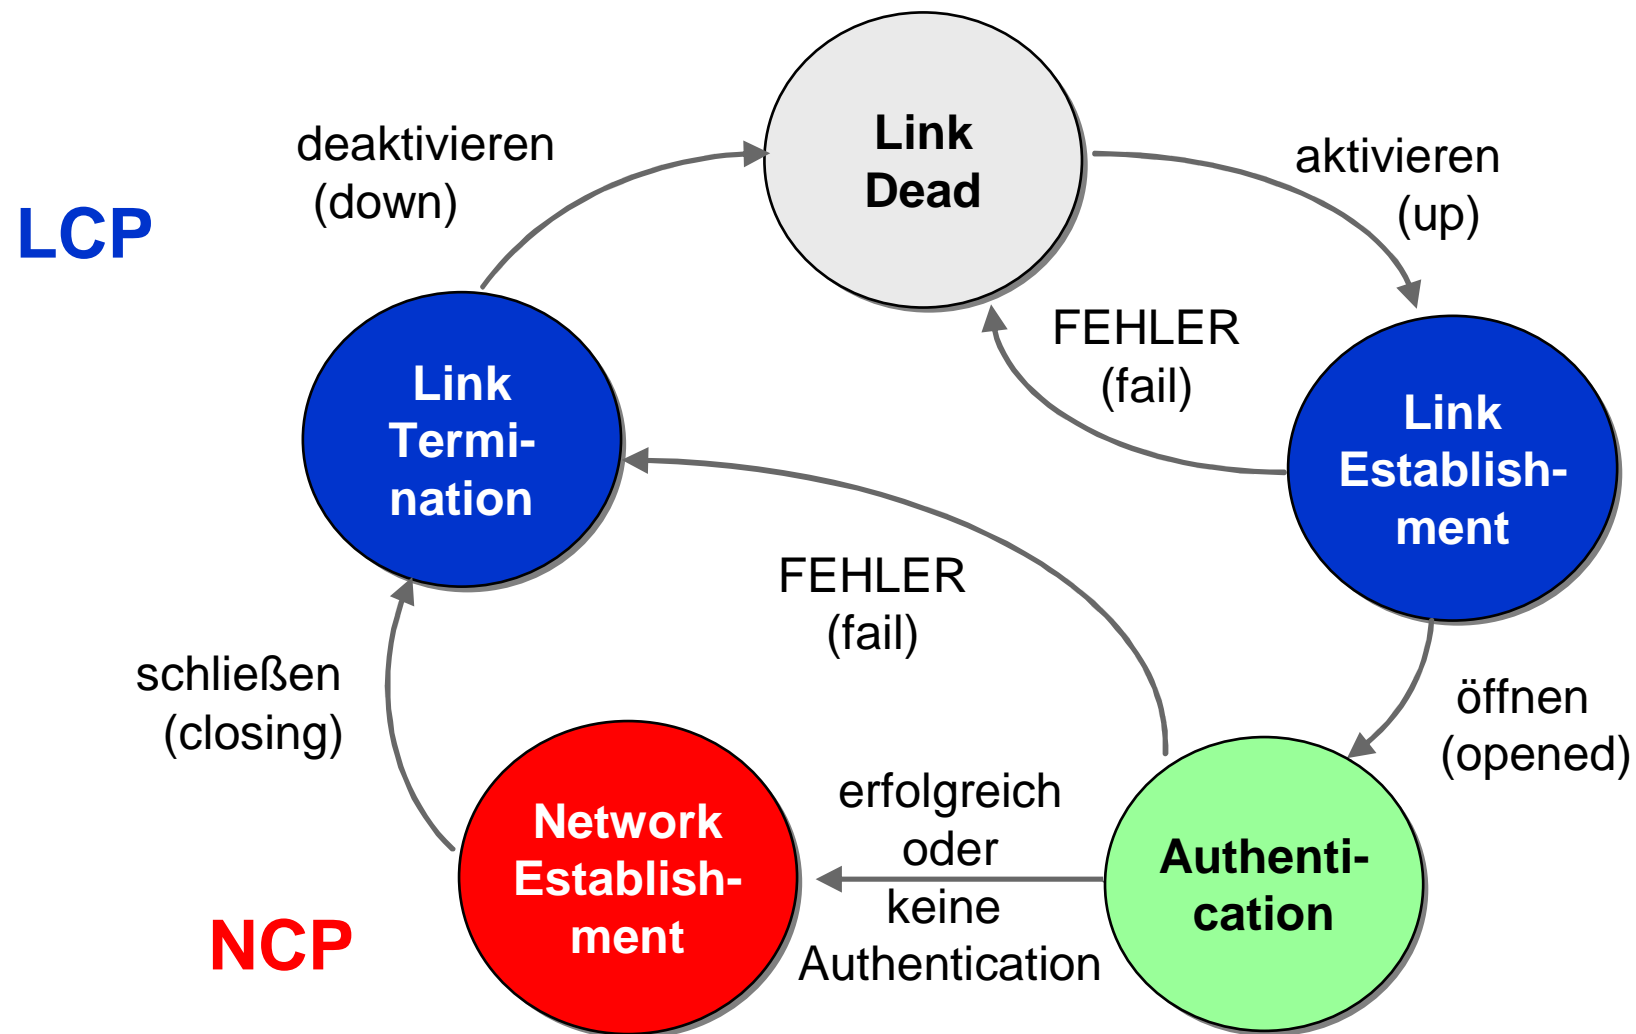 Link
Dead
deaktivieren
(down)
aktivieren
(up)
LCP
FEHLER
(fail)
Link
Termi-
nation
Link
Establish-
ment
FEHLER
(fail)
schließen
(closing)
öffnen
(opened)
erfolgreich
oder
keine
Authentication
Network
Establish-
ment
Authenti-
cation
NCP